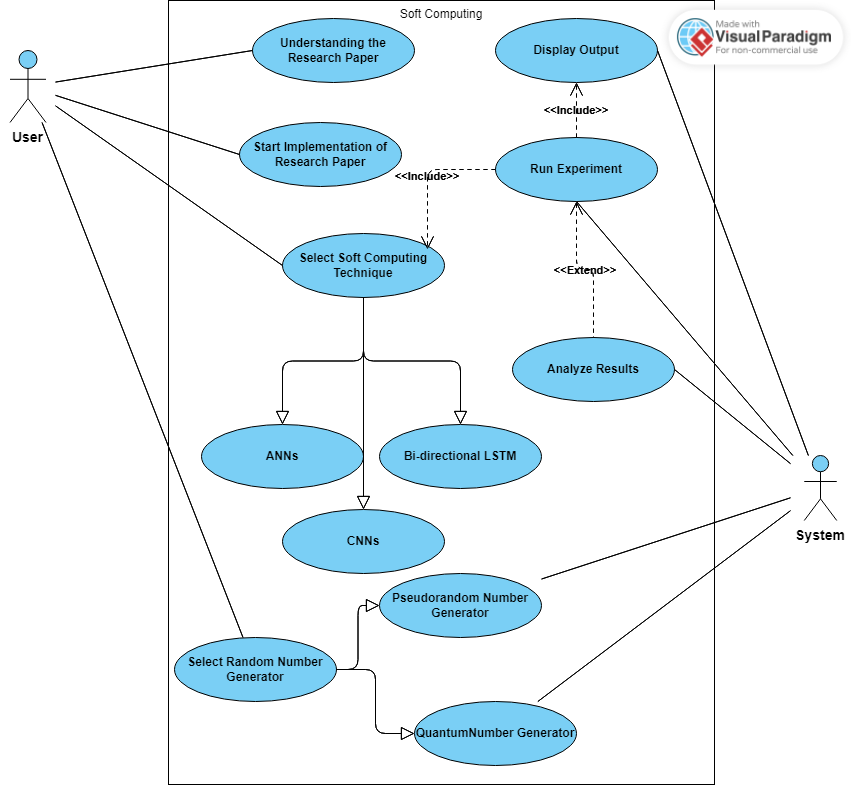 Soft Computing
Made with
Visual Paradigm
For non-commercial use
Understanding the
Research Paper
Display Output
User
<<Include>>
Start Implementation of
Research Paper
Run Experiment
<<Include>>
Select Soft Computing
Technique
<<Extend>>
Analyze Results
ANNs
Bi-directional LSTM
CNNs
System
Pseudorandom Number
Generator
Select Random Number
Generator
QuantumNumber Generator